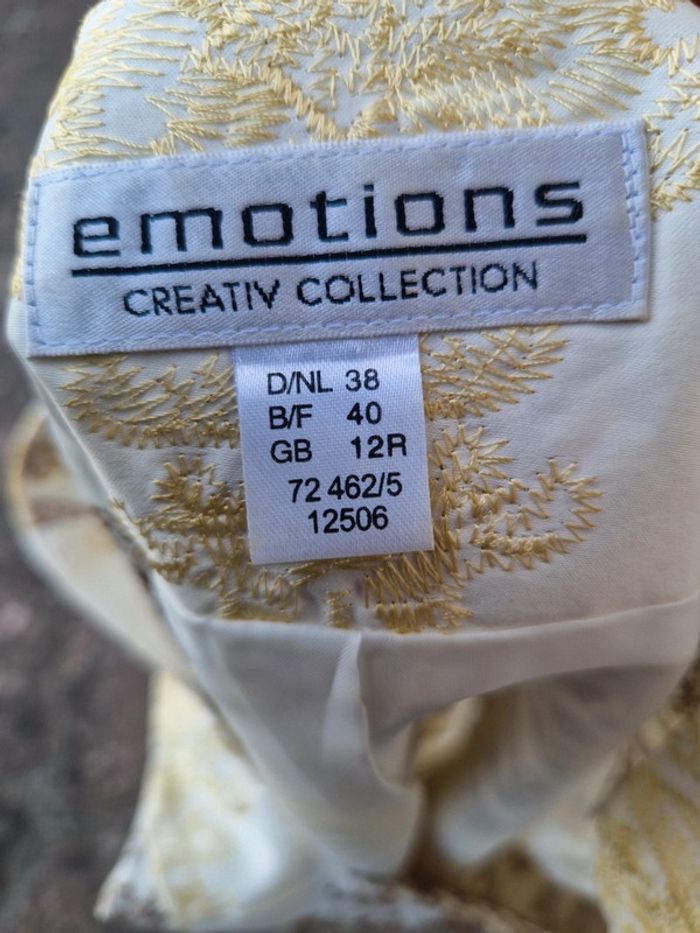 emotions
CREATIV COLLECTION
D/NL 38
B/F 40
GB 12R
72 462/5
12506